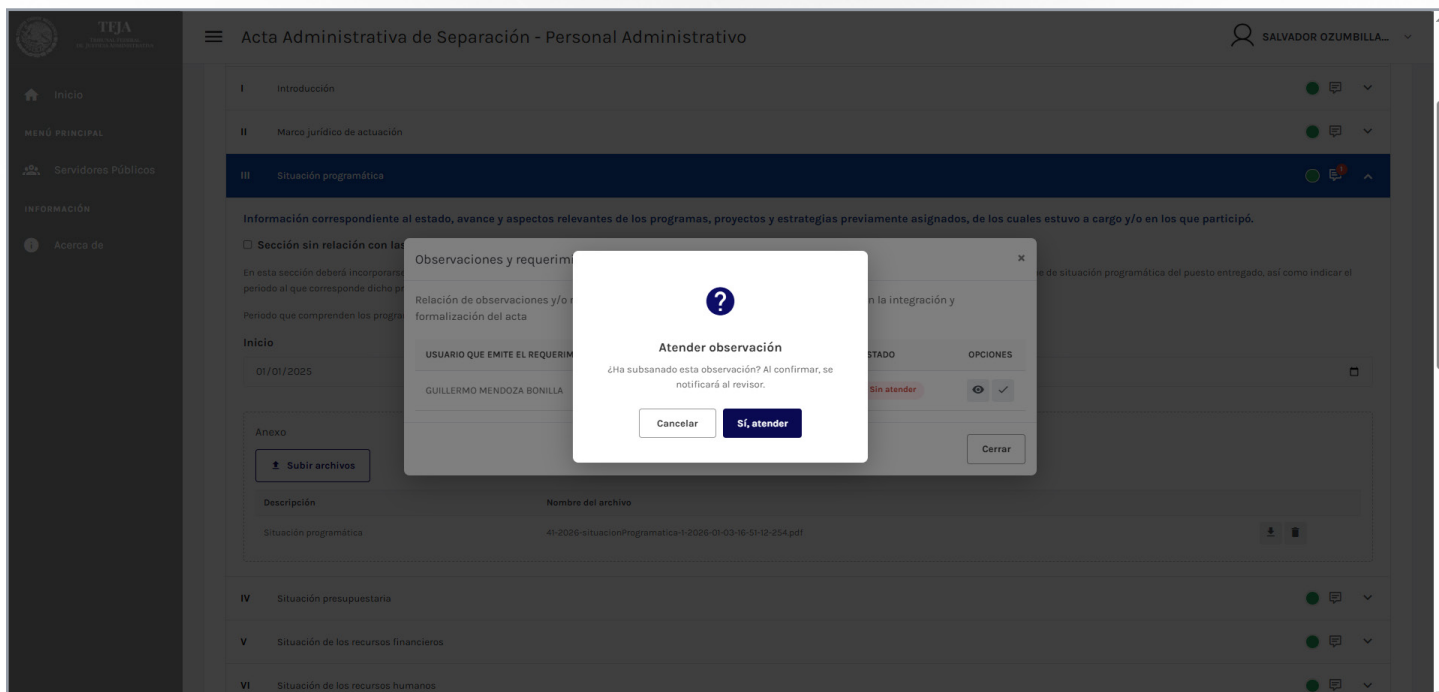 TFJA
Acta Administrativa de Separación - Personal Administrativo
SALVADOR OZUMBILLA...
Inicio
MENÚ PRINCIPAL
Servidores Públicos
INFORMACIÓN
Acerca de
I Introducción
II Marco jurídico de actuación
III Situación programática
1
Información correspondiente al estado, avance y aspectos relevantes de los programas, proyectos y estrategias previamente asignados, de los cuales estuvo a cargo y/o en los que participó.
Sección sin relación con las
En esta sección deberá incorporarse
de situación programática del puesto entregado, así como indicar el
periodo al que corresponde dicho
Periodo que comprenden los
Inicio
01/01/2025
Observaciones y
Relación de observaciones y/o
n la integración y
formalización del acta
USUARIO QUE EMITE EL
OPCIONES
GUILLERMO MENDOZA BONILLA
Sin atender
Cerrar
Atender observación
¿Ha subsanado esta observación? Al confirmar, se
notificará al revisor.
Cancelar
Sí, atender
Anexo
Subir archivos
Descripción Nombre del archivo
Situación programática 41-2026-situacionProgramatica-1-2026-01-03-16-51-12-254.pdf
IV Situación presupuestaria
V Situación de los recursos financieros
VI Situación de los recursos humanos